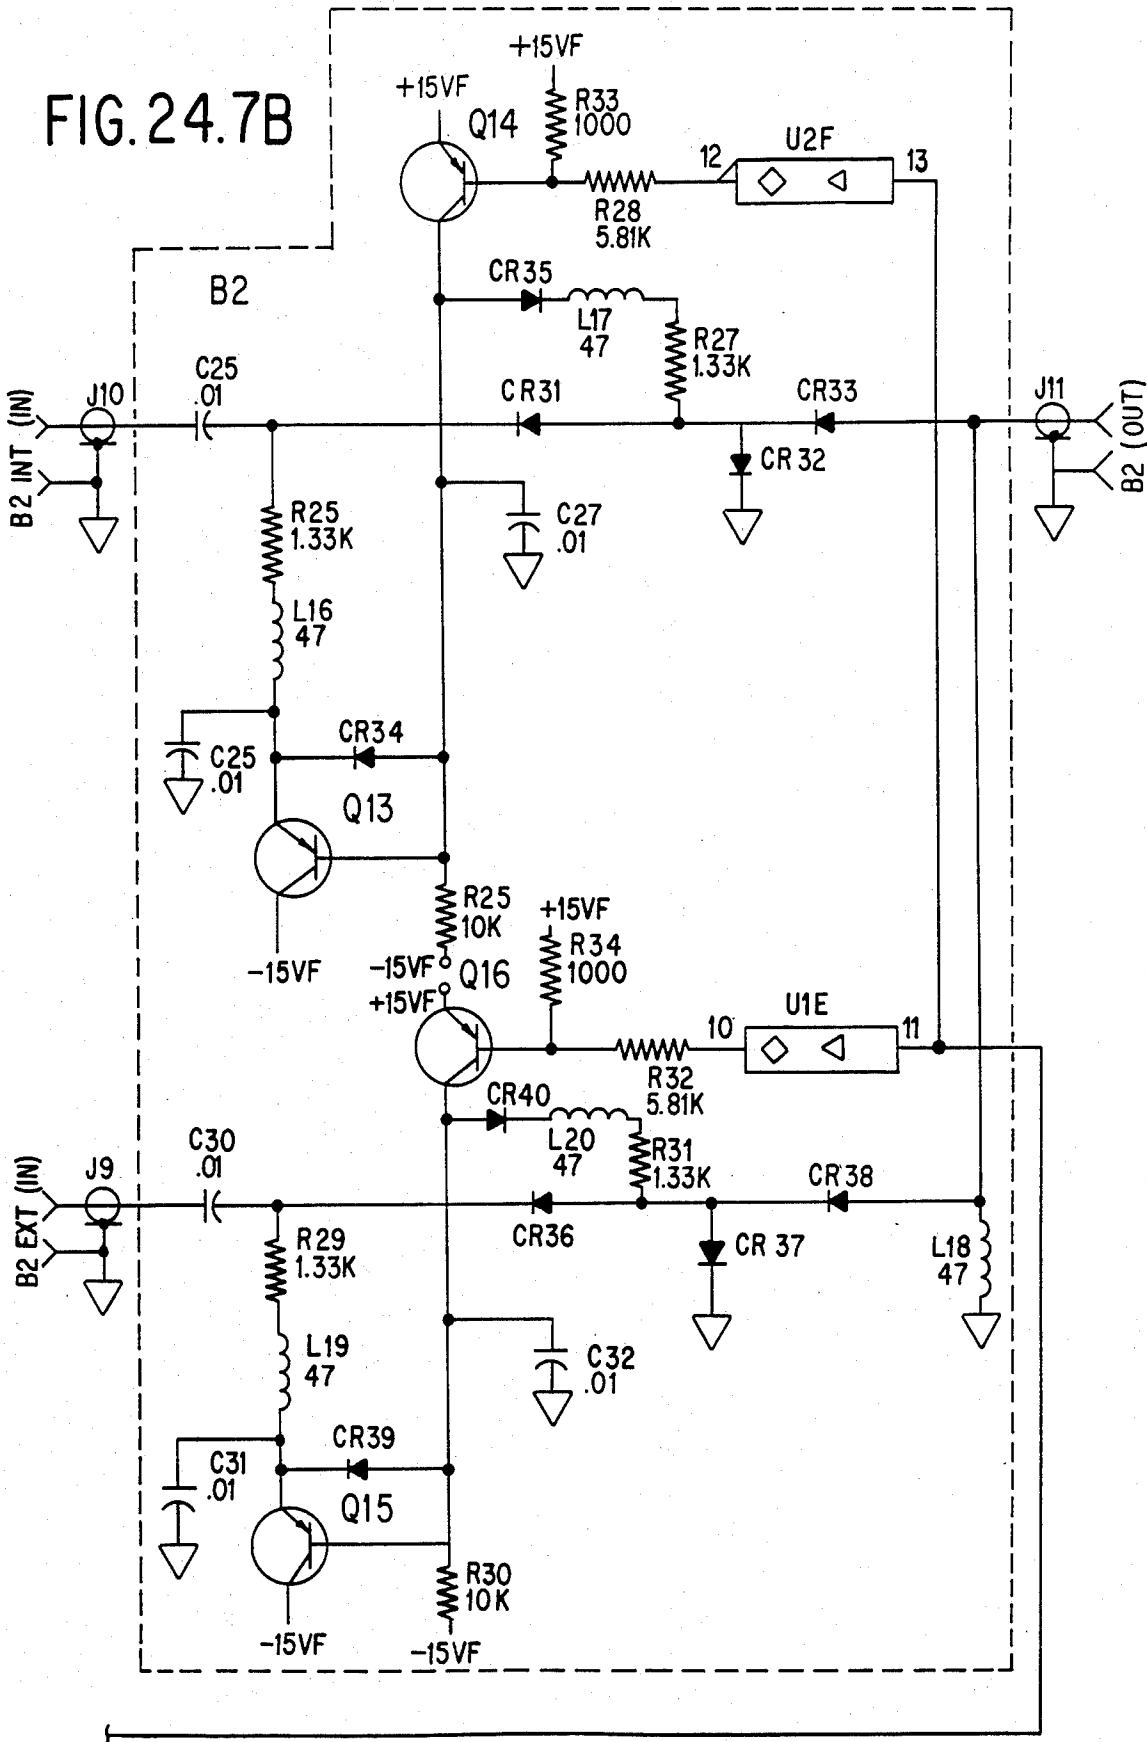 FIG. 24.7B
+15VF
+15VF
Q14
R33
1000
U2F
12
13
R28
5.81K
B2
CR35
L17
47
R27
1.33K
C25
.01
J10
CR31
CR33
J11
B2 INT (IN)
B2 (OUT)
CR32
R25
1.33K
C27
.01
L16
47
CR34
C25
.01
Q13
R25
10K
+15VF
-15VF
-15VF
Q16
R34
1000
+15VF
U1E
10
11
R32
5.81K
CR40
L20
47
R31
1.33K
C30
.01
J9
CR38
B2 EXT (IN)
CR36
R29
1.33K
CR 37
L18
47
L19
47
C32
.01
CR39
C31
.01
Q15
R30
10K
-15VF
-15VF